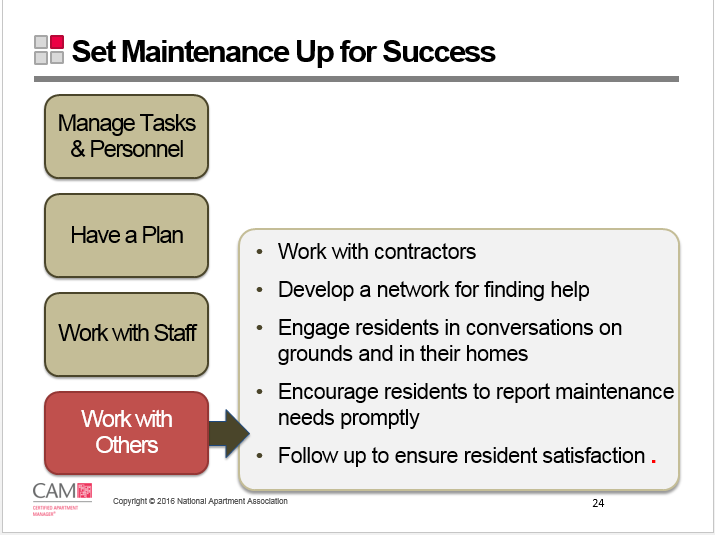 Set Maintenance Up for Success
Manage Tasks
& Personnel
Have a Plan
Work with Staff
Work with
Others
• Work with contractors
• Develop a network for finding help
• Engage residents in conversations on
grounds and in their homes
• Encourage residents to report maintenance
needs promptly
• Follow up to ensure resident satisfaction .
CAM
CERTIFIED APARTMENT
MANAGER®
Copyright © 2016 National Apartment Association
24